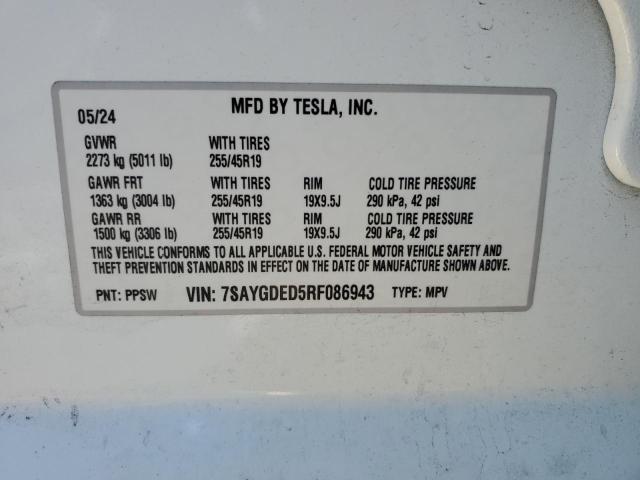 05/24 MFD BY TESLA, INC.
GVWR WITH TIRES
2273 kg (5011 lb) 255/45R19
GAWR FRT WITH TIRES RIM COLD TIRE PRESSURE
1363 kg (3004 lb) 255/45R19 19X9.5J 290 kPa, 42 psi
GAWR RR WITH TIRES RIM COLD TIRE PRESSURE
1500 kg (3306 lb) 255/45R19 19X9.5J 290 kPa, 42 psi
THIS VEHICLE CONFORMS TO ALL APPLICABLE U.S. FEDERAL MOTOR VEHICLE SAFETY AND
THEFT PREVENTION STANDARDS IN EFFECT ON THE DATE OF MANUFACTURE SHOWN ABOVE.
PNT: PPSW VIN: 7SAYGDED5RF086943 TYPE: MPV